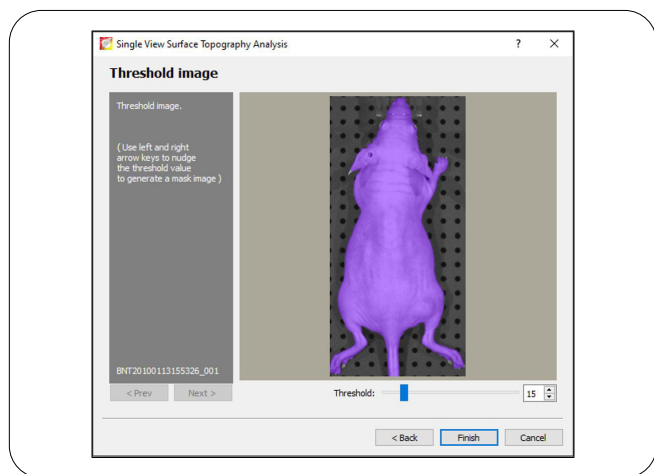 Single View Surface Topography Analysis
?
Threshold image
Threshold image.
( Use left and right
arrow keys to nudge
the threshold value
to generate a mask image )
BNT20100113155326_001
< Prev
Next >
Threshold:
15
< Back
Finish
Cancel